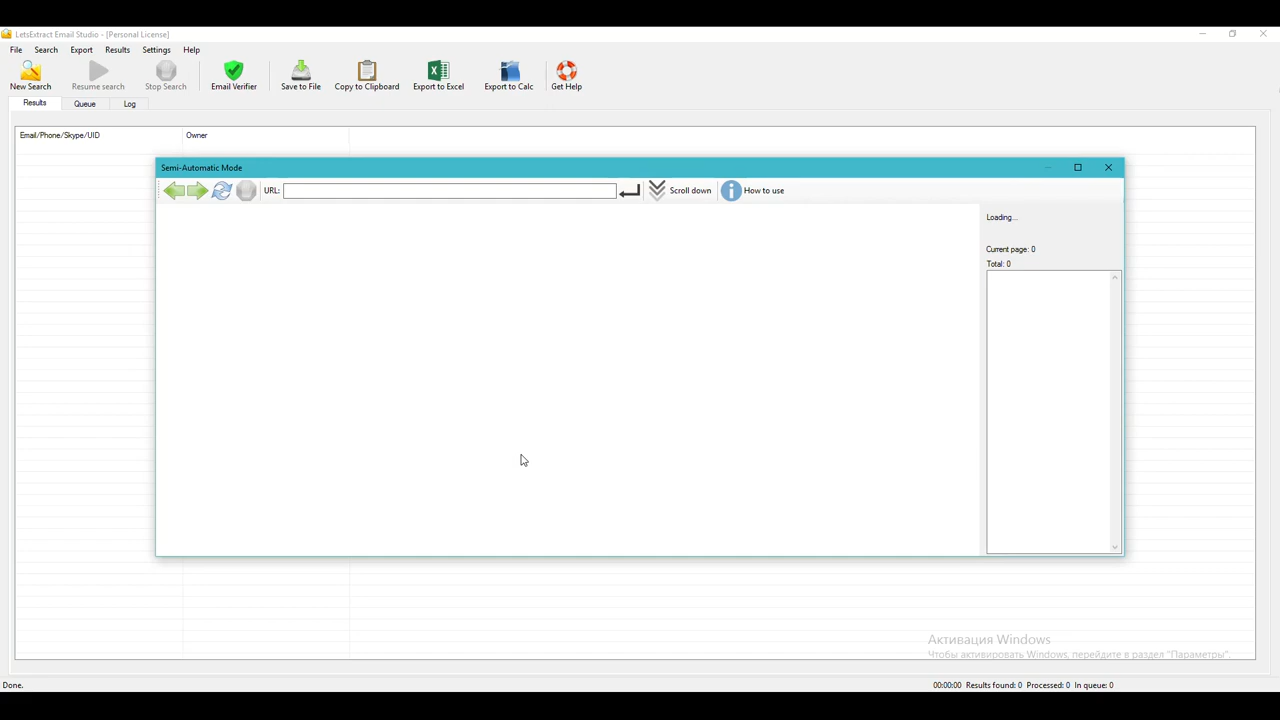 LetsExtract Email Studio - [Personal License]
File Search Export Results Settings Help
New Search Resume search Stop Search Email Verifier Save to File Copy to Clipboard Export to Excel Export to Calc Get Help
Results Queue Log
Email/Phone/Skype/UID Owner
Semi-Automatic Mode
URL: Scroll down How to use
Loading...
Current page: 0
Total: 0
Активация Windows
Чтобы активировать Windows, перейдите в раздел "Параметры".
Done. 00:00:00 Results found: 0 Processed: 0 In queue: 0